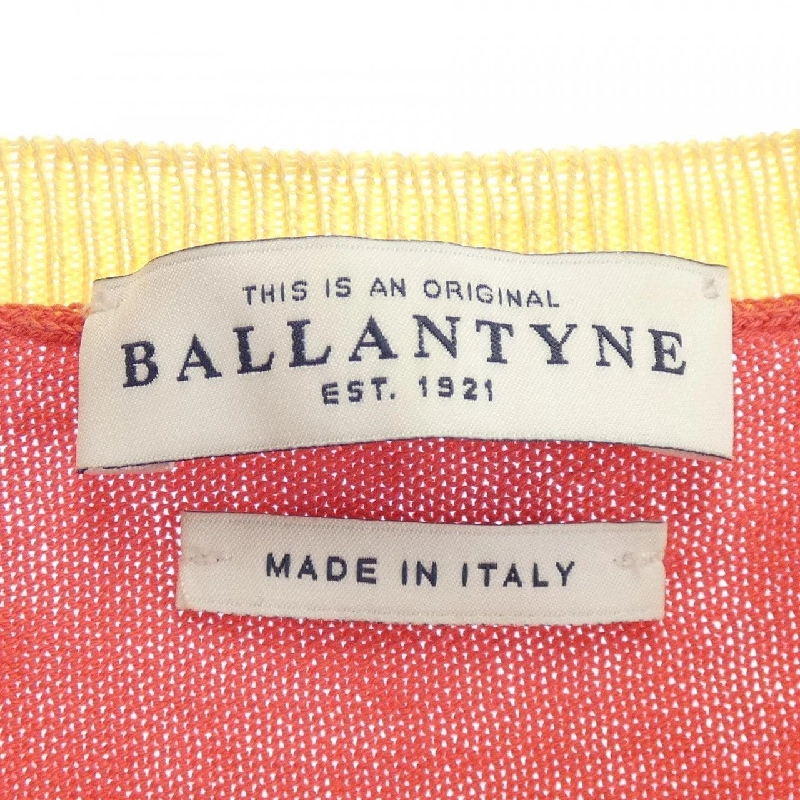 THIS IS AN ORIGINAL
BALLANTYNE
EST. 1921
MADE IN ITALY